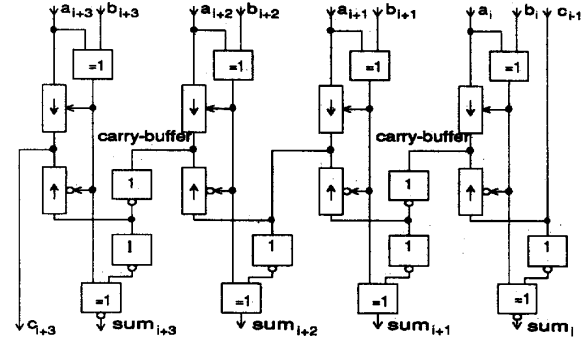 a_{i+3} b_{i+3} a_{i+2} b_{i+2} a_{i+1} b_{i+1} a_i b_i c_{i-1}
=1 =1 =1 =1
↓ ↓ ↓ ↓
carry-buffer carry-buffer
↑ 1 ↑ ↑ 1 ↑
1 1 1 1
=1 =1 =1 =1
c_{i+3} sum_{i+3} sum_{i+2} sum_{i+1} sum_i